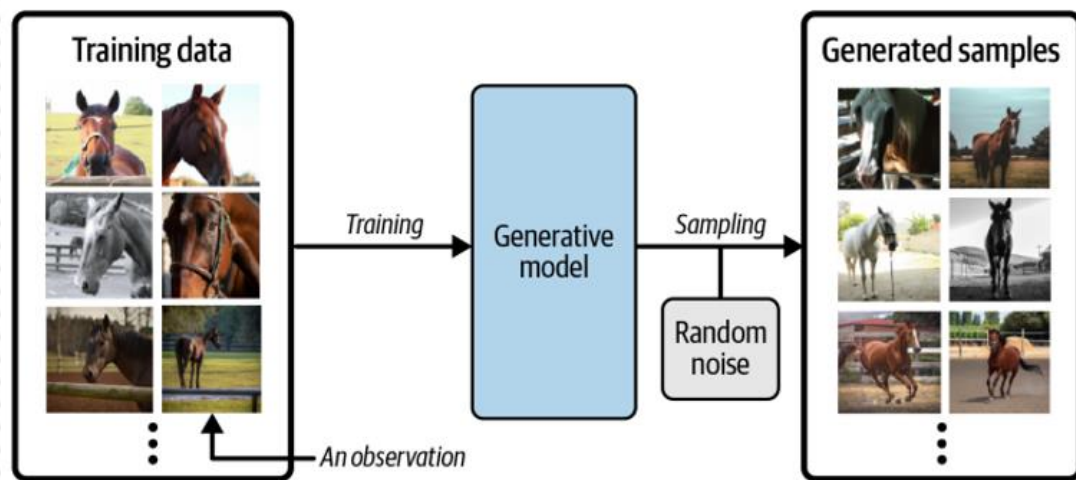 Training data
Generated samples
Training
Generative
model
Sampling
Random
noise
An observation